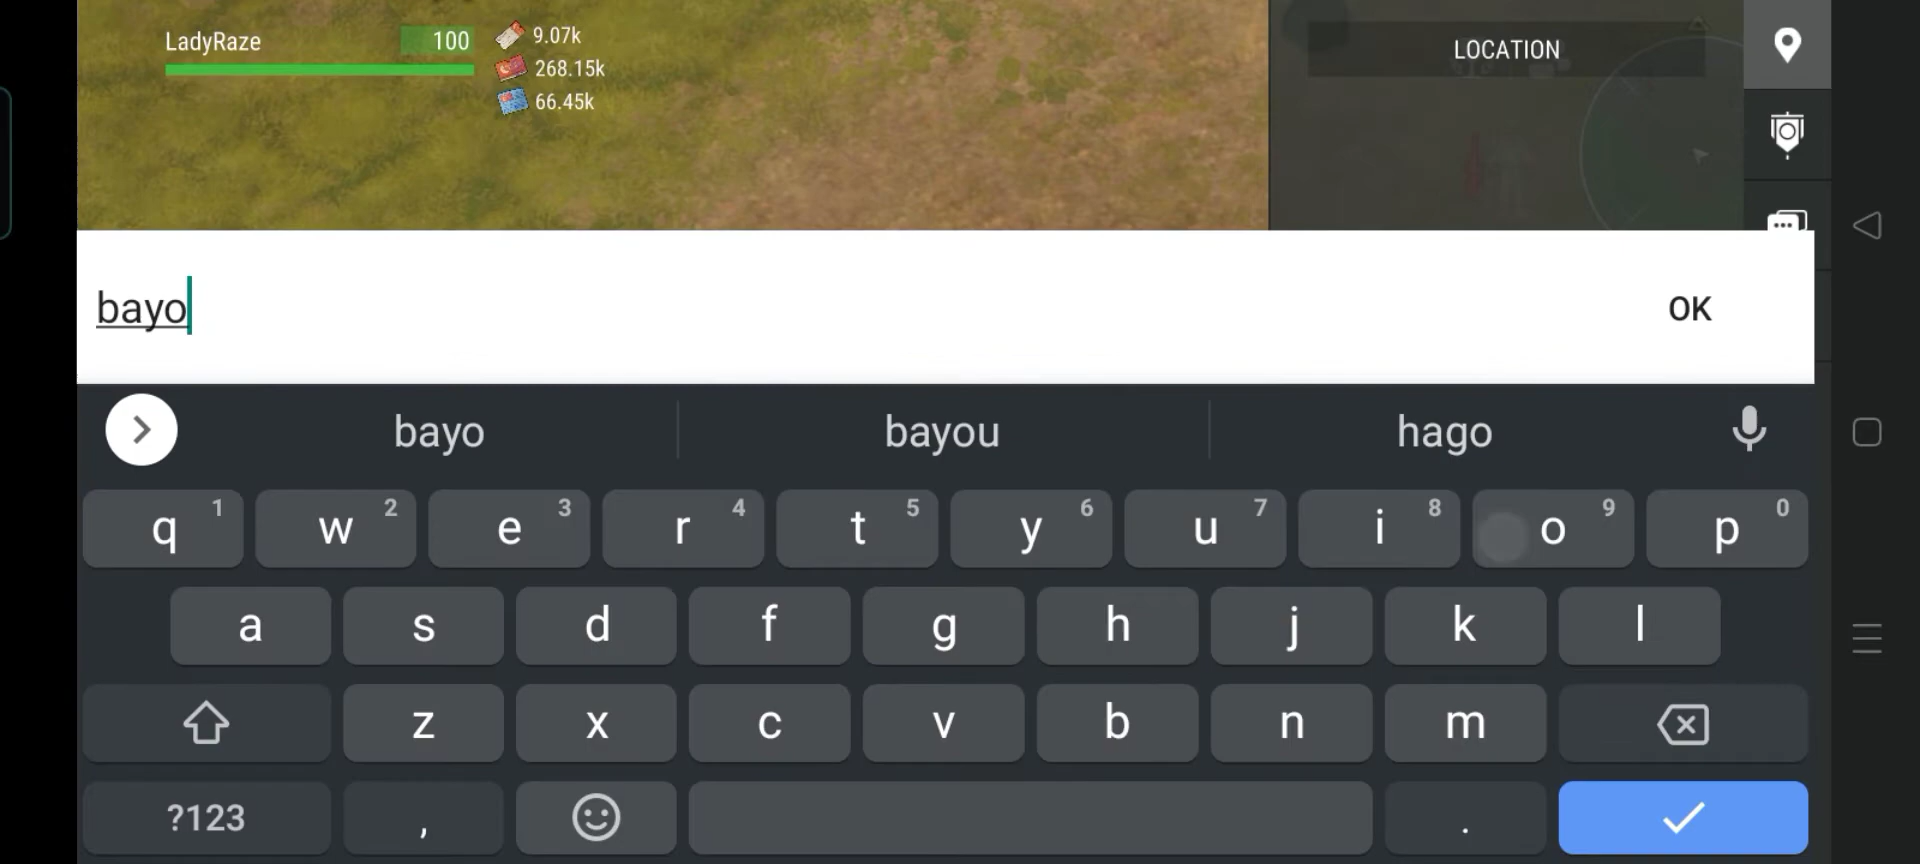 LadyRaze 100 9.07k
268.15k
66.45k
LOCATION
bayo OK
bayo bayou hago
q 1 w 2 e 3 r 4 t 5 y 6 u 7 i 8 o 9 p 0
a s d f g h j k l
z x c v b n m
?123 , .